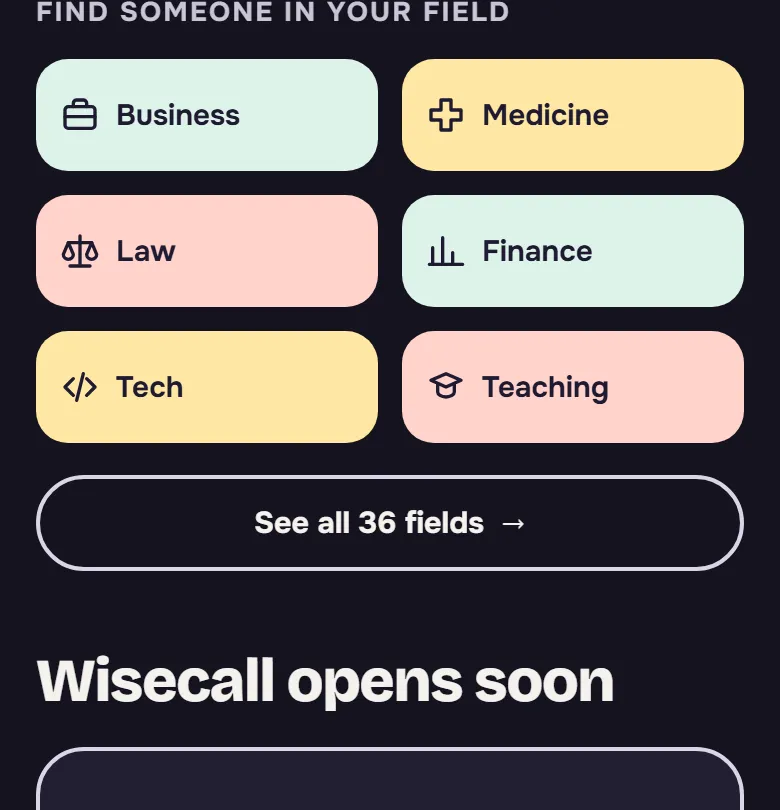 FIND SOMEONE IN YOUR FIELD
Business
Medicine
Law
Finance
Tech
Teaching
See all 36 fields →
Wisecall opens soon